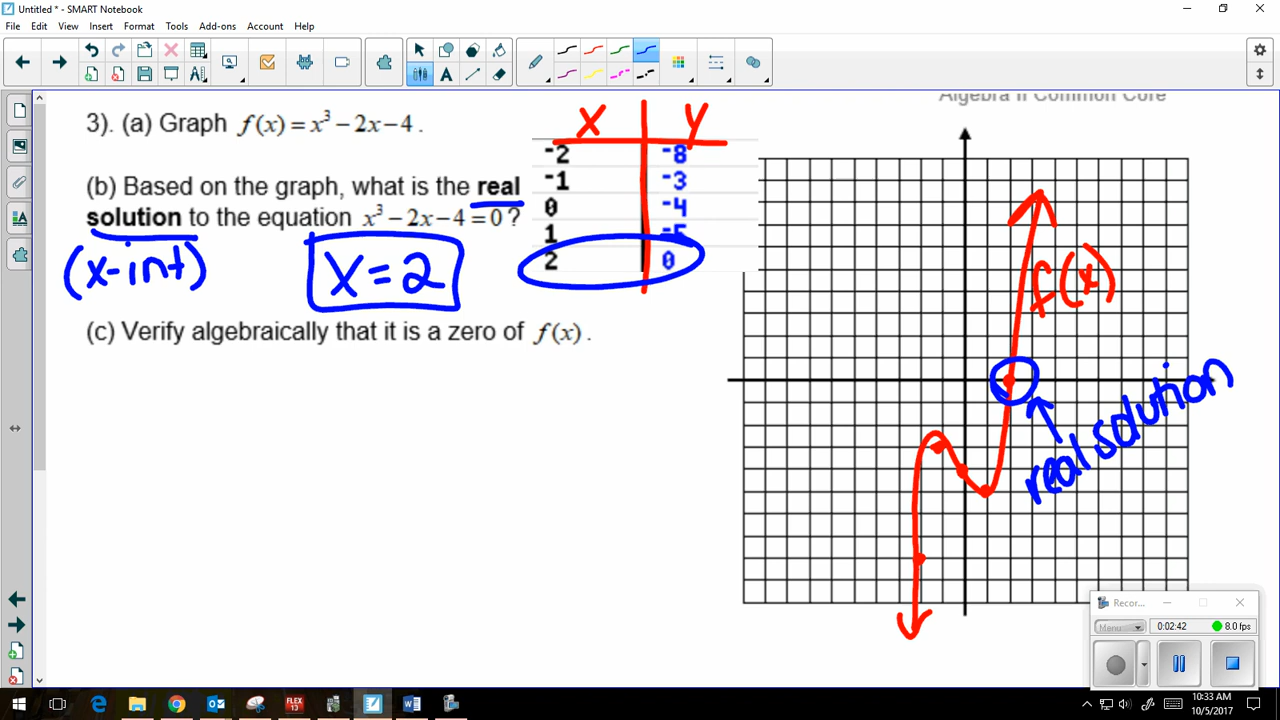 Untitled * - SMART Notebook
File Edit View Insert Format Tools Add-ons Account Help
Algebra II Common Core
3). (a) Graph f(x) = x³ − 2x − 4 .
X Y
-2 -8
-1 -3
0 -4
1 -5
2 0
(b) Based on the graph, what is the real
solution to the equation x³ − 2x − 4 = 0 ?
(x-int)
X = 2
(c) Verify algebraically that it is a zero of f(x) .
f(x)
real solution
Recor...
Menu
0:02:42
8.0 fps
FLEX
13
10:33 AM
10/5/2017